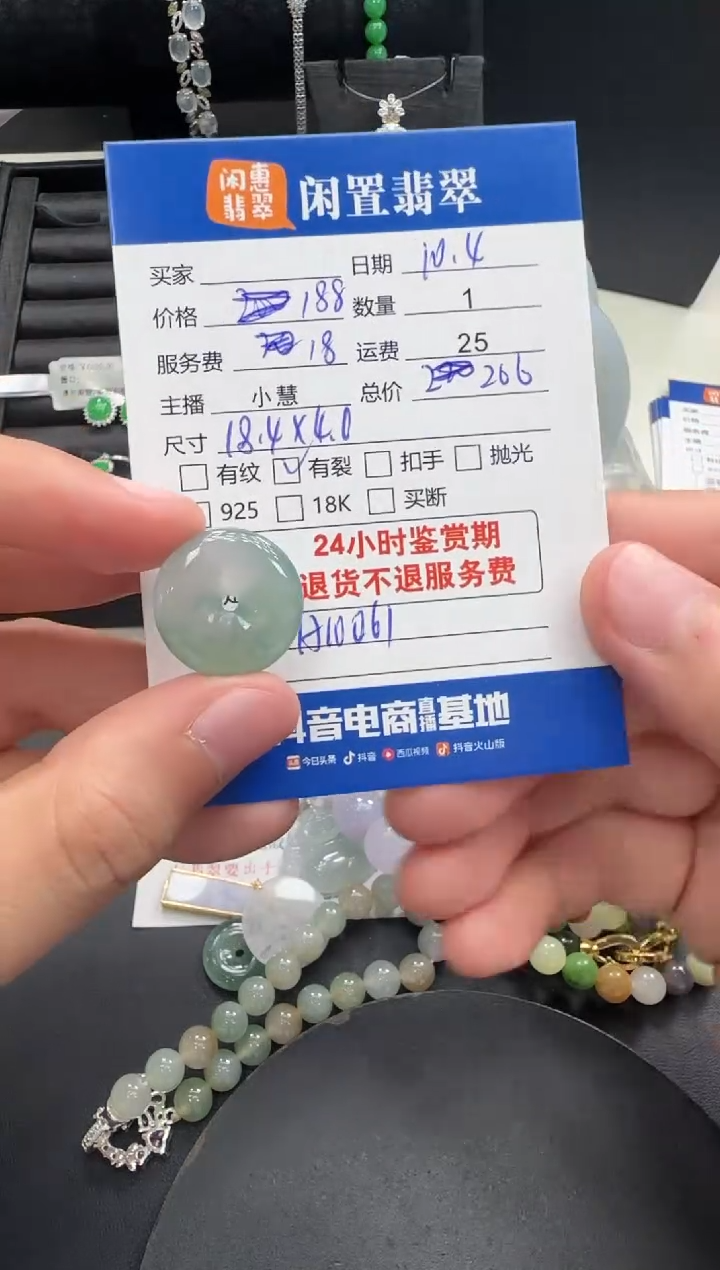 闲惠
翡翠
闲置翡翠
买家 日期 10.4
价格 188 数量 1
服务费 18 运费 25
主播 小慧 总价 266
尺寸 18.4X4.0
有纹 ✓ 有裂 扣手 抛光
925 18K 买断
24小时鉴赏期
退货不退服务费
10061
抖音电商直播基地
今日头条 抖音 西瓜视频 抖音火山版